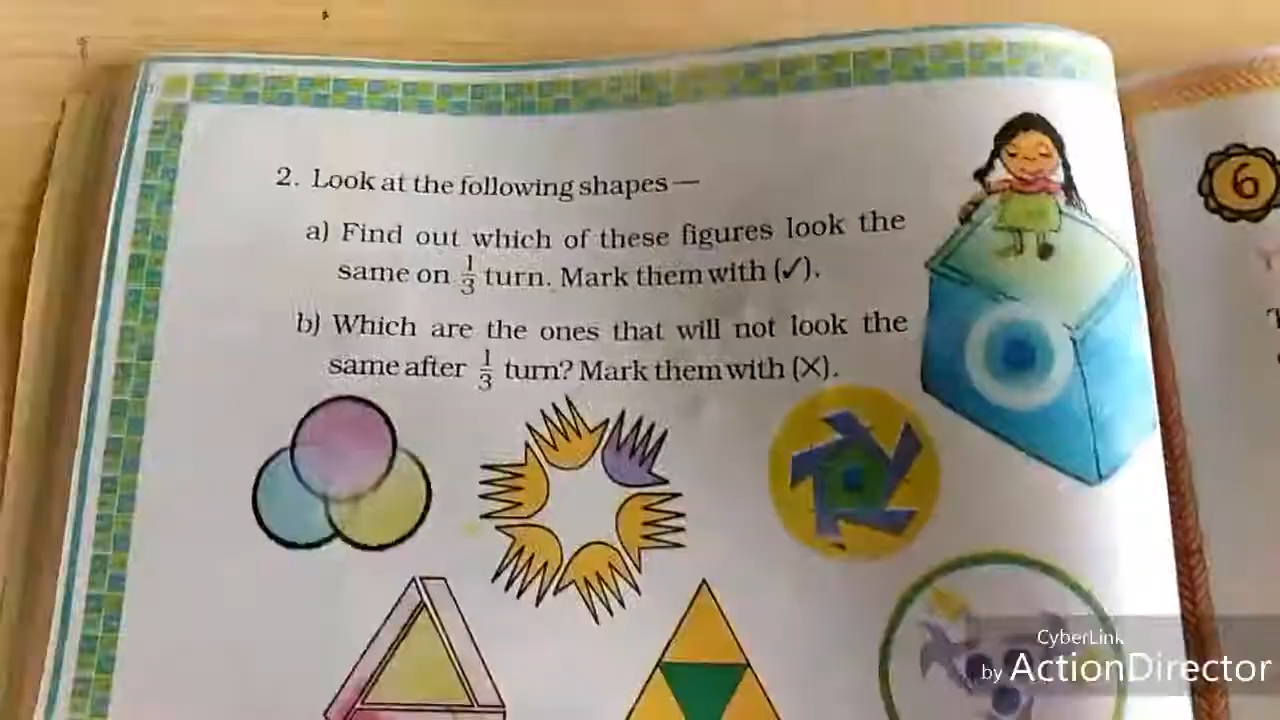 2. Look at the following shapes—
a) Find out which of these figures look the
same on 1/3 turn. Mark them with (✓).
b) Which are the ones that will not look the
same after 1/3 turn? Mark them with (X).
6
CyberLink
by ActionDirector